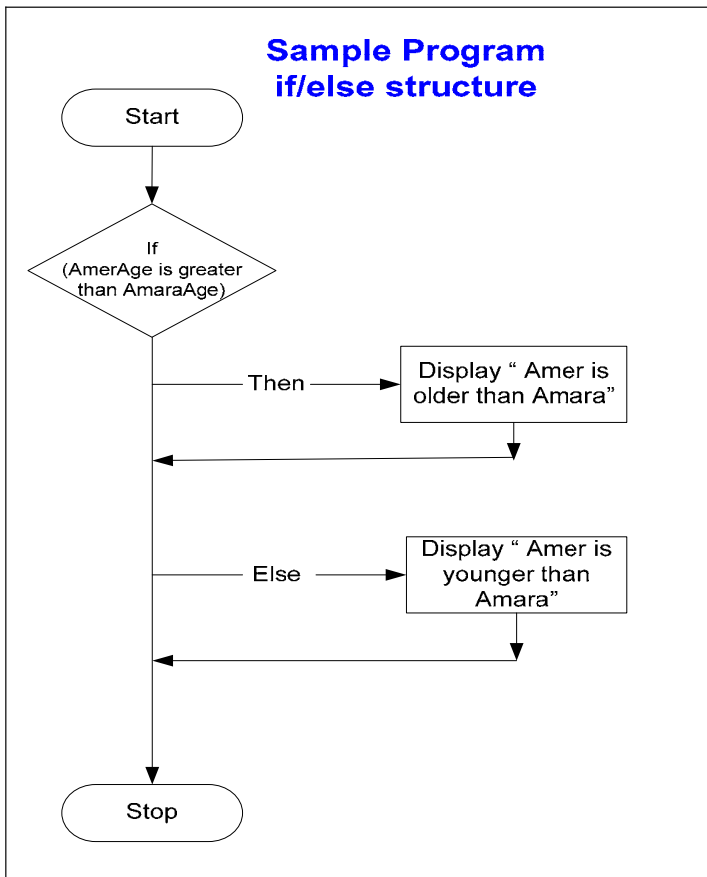 Sample Program
if/else structure
Start
If
(AmerAge is greater
than AmaraAge)
Then
Display “ Amer is
older than Amara”
Else
Display “ Amer is
younger than
Amara”
Stop